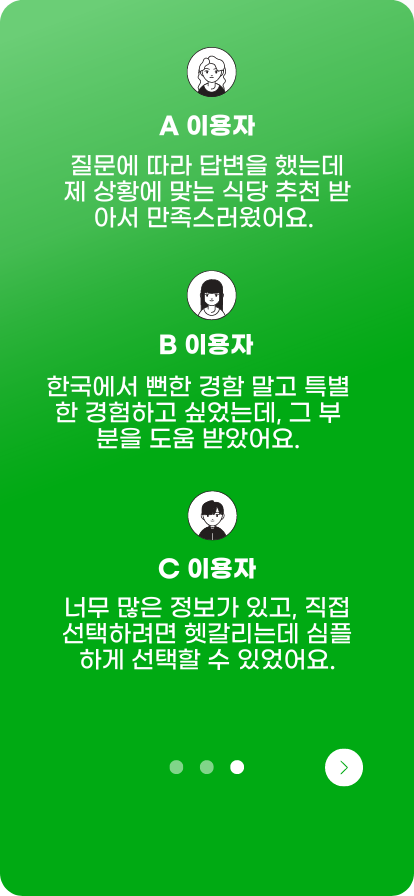 A 이용자
질문에 따라 답변을 했는데
제 상황에 맞는 식당 추천 받
아서 만족스러웠어요.
B 이용자
한국에서 뻔한 경함 말고 특별
한 경험하고 싶었는데, 그 부
분을 도움 받았어요.
C 이용자
너무 많은 정보가 있고, 직접
선택하려면 헷갈리는데 심플
하게 선택할 수 있었어요.